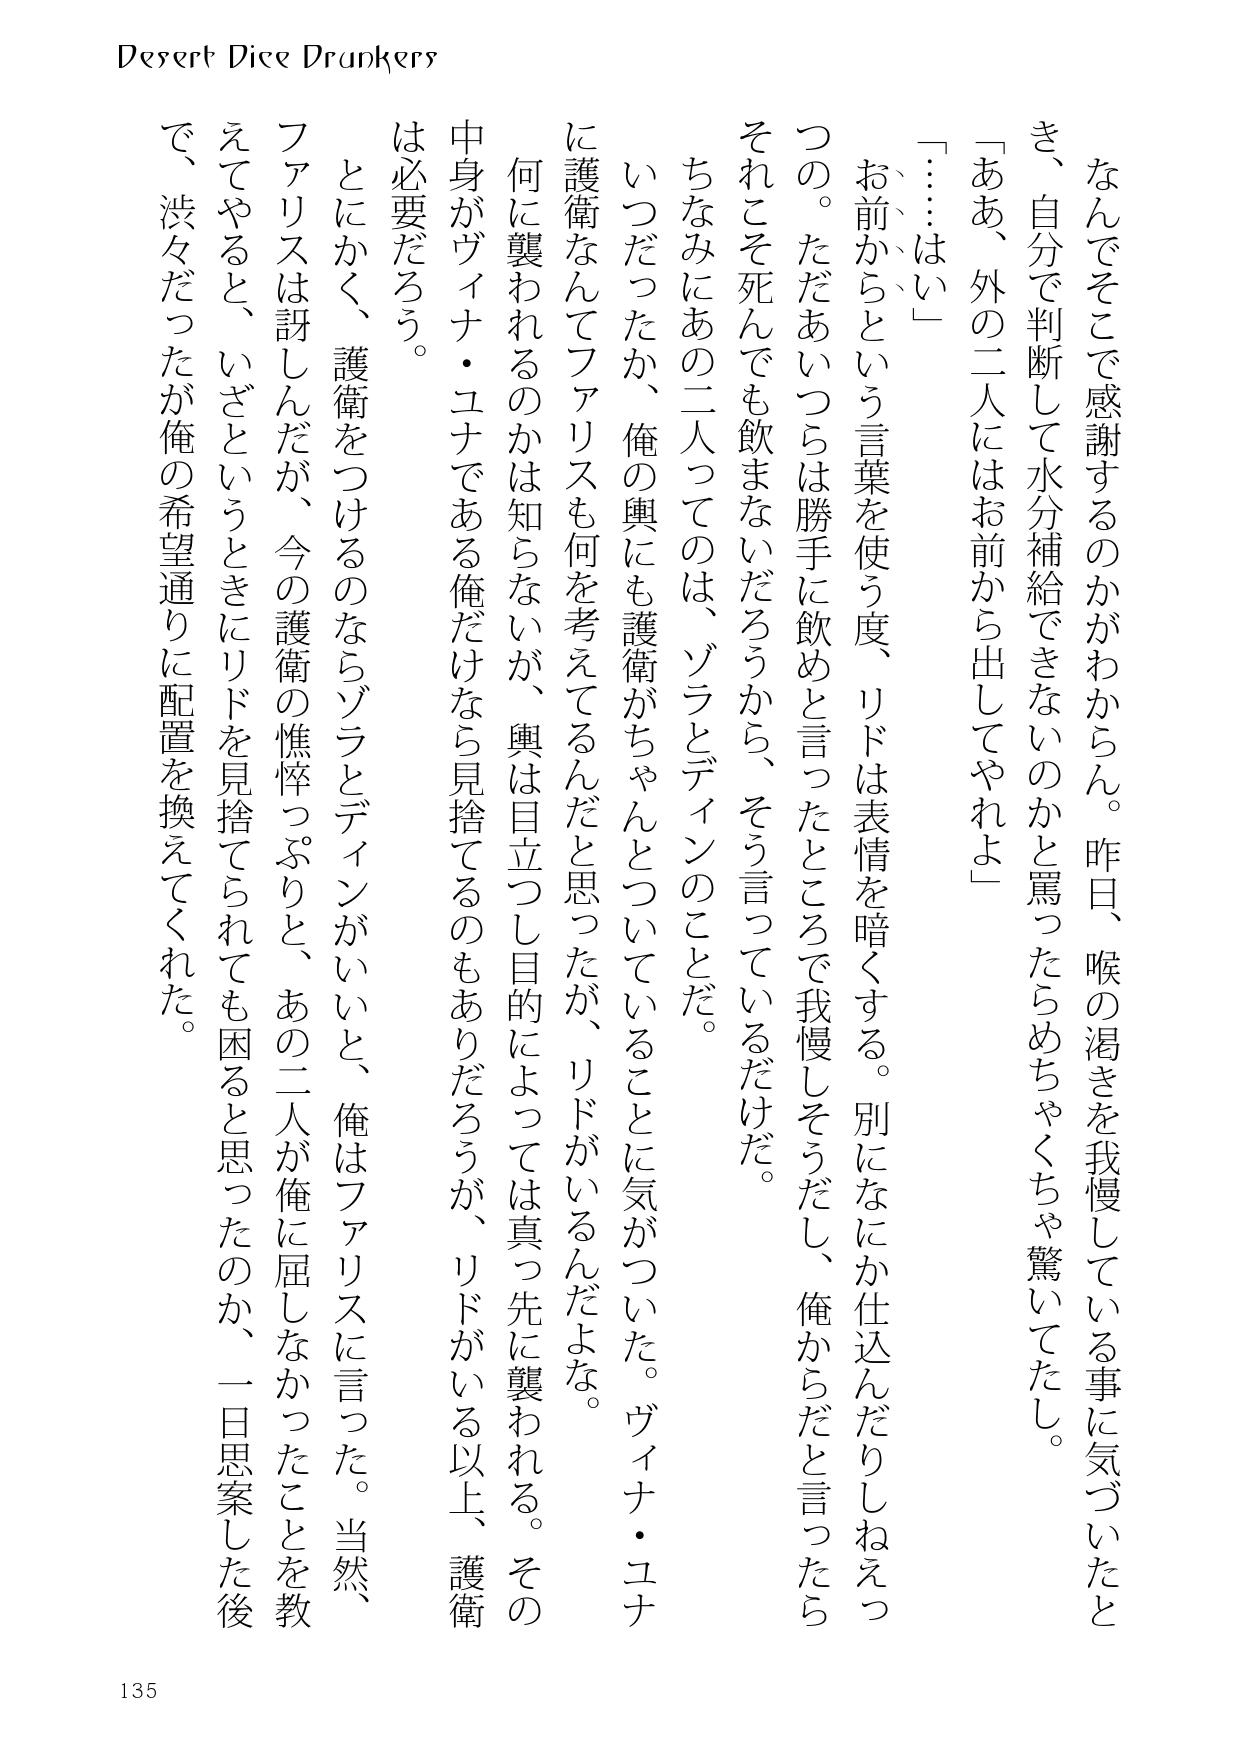 Desert Dice Drunkers
なんでそこで感謝するのかがわからん。昨日、喉の渇きを我慢している事に気づいたと
き、自分で判断して水分補給できないのかと罵ったらめちゃくちゃ驚いてたし。
「ああ、外の二人にはお前から出してやれよ」
「……はい」
お前からという言葉を使う度、リドは表情を暗くする。別になにか仕込んだりしねえっ
つの。ただあいつらは勝手に飲めと言ったところで我慢しそうだし、俺からだと言ったら
それこそ死んでも飲まないだろうから、そう言っているだけだ。
ちなみにあの二人ってのは、ゾラとディンのことだ。
いつだったか、俺の輿にも護衛がちゃんとついていることに気がついた。ヴィナ・ユナ
に護衛なんてファリスも何を考えてるんだと思ったが、リドがいるんだよな。
何に襲われるのかは知らないが、輿は目立つし目的によっては真っ先に襲われる。その
中身がヴィナ・ユナである俺だけなら見捨てるのもありだろうが、リドがいる以上、護衛
は必要だろう。
とにかく、護衛をつけるのならゾラとディンがいいと、俺はファリスに言った。当然、
ファリスは訝しんだが、今の護衛の憔悴っぷりと、あの二人が俺に屈しなかったことを教
えてやると、いざというときにリドを見捨てられても困ると思ったのか、一日思案した後
で、渋々だったが俺の希望通りに配置を換えてくれた。
135